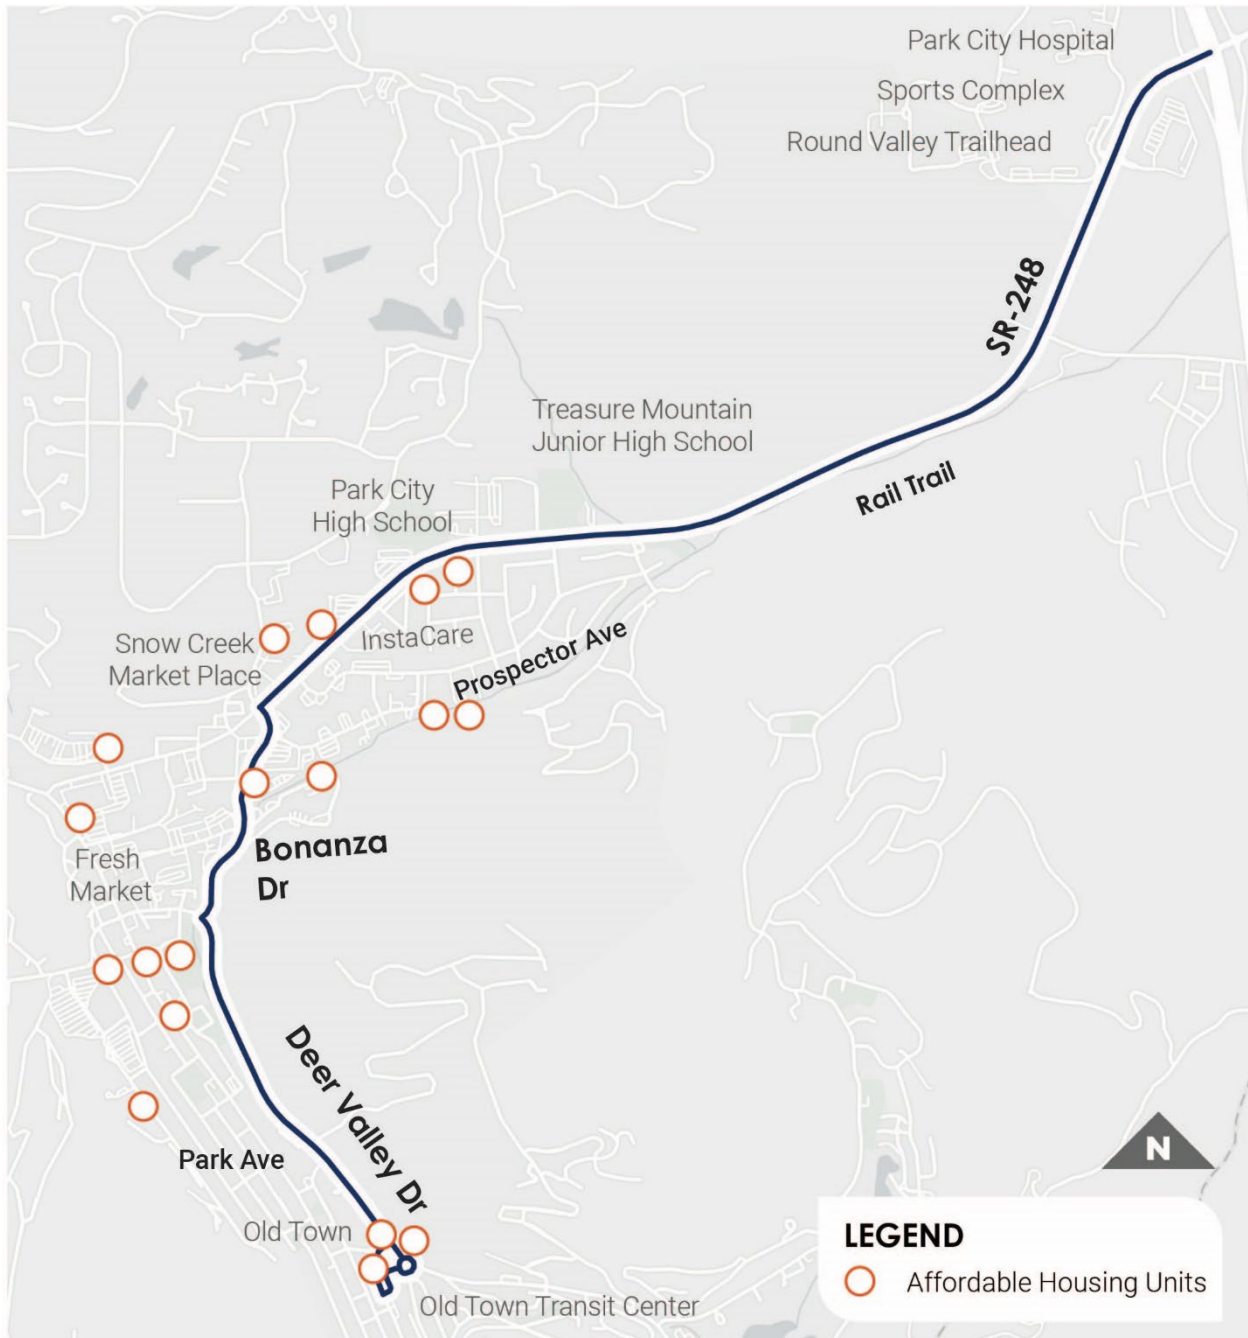 Park City Hospital
Sports Complex
Round Valley Trailhead
SR-248
Treasure Mountain
Junior High School
Rail Trail
Park City
High School
Snow Creek
Market Place
InstaCare
Prospector Ave
Bonanza
Dr
Fresh
Market
Deer Valley Dr
Park Ave
N
Old Town
LEGEND
Affordable Housing Units
Old Town Transit Center